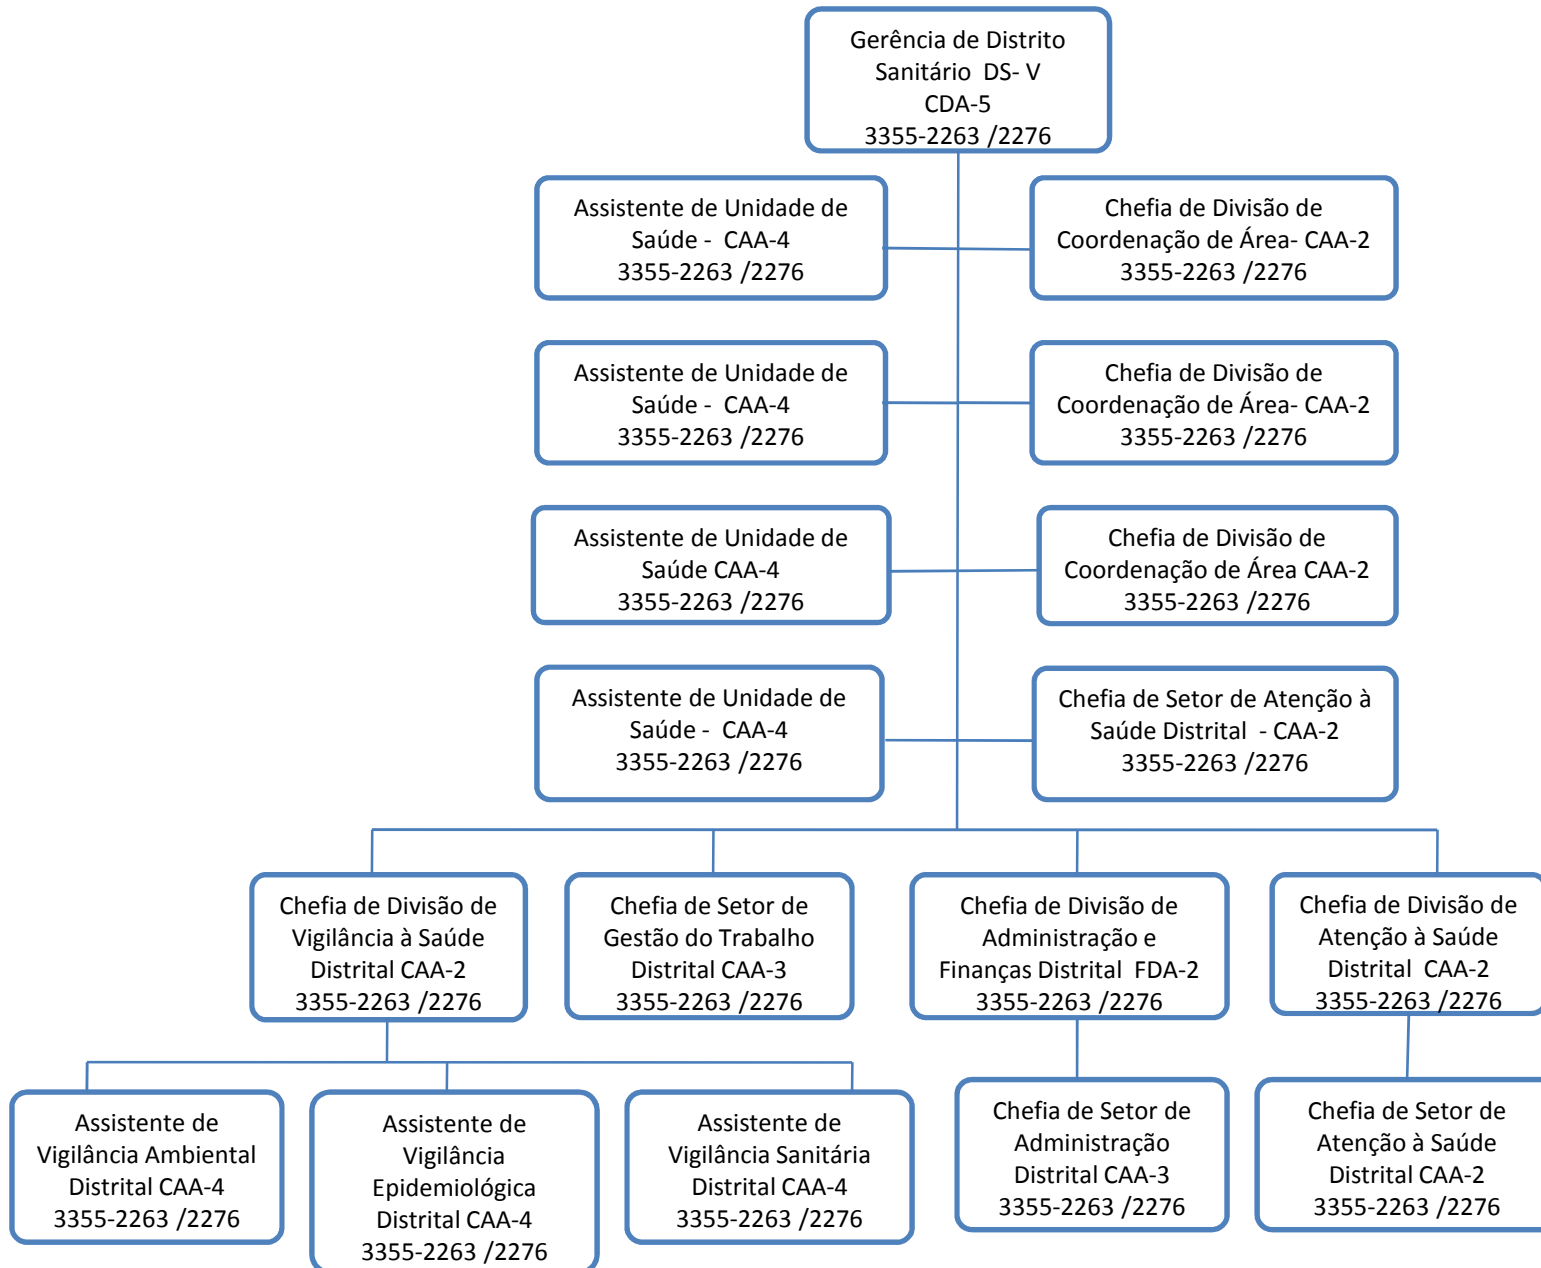 Gerência de Distrito
Sanitário  DS- V
CDA-5
3355-2263 /2276
Assistente de Unidade de
Saúde -  CAA-4
3355-2263 /2276
Chefia de Divisão de
Coordenação de Área- CAA-2
3355-2263 /2276
Assistente de Unidade de
Saúde -  CAA-4
3355-2263 /2276
Chefia de Divisão de
Coordenação de Área- CAA-2
3355-2263 /2276
Assistente de Unidade de
Saúde CAA-4
3355-2263 /2276
Chefia de Divisão de
Coordenação de Área CAA-2
3355-2263 /2276
Assistente de Unidade de
Saúde -  CAA-4
3355-2263 /2276
Chefia de Setor de Atenção à
Saúde Distrital  - CAA-2
3355-2263 /2276
Chefia de Divisão de
Vigilância à Saúde
Distrital CAA-2
3355-2263 /2276
Chefia de Setor de
Gestão do Trabalho
Distrital CAA-3
3355-2263 /2276
Chefia de Divisão de
Administração e
Finanças Distrital  FDA-2
3355-2263 /2276
Chefia de Divisão de
Atenção à Saúde
Distrital  CAA-2
3355-2263 /2276
Assistente de
Vigilância Ambiental
Distrital CAA-4
3355-2263 /2276
Assistente de
Vigilância
Epidemiológica
Distrital CAA-4
3355-2263 /2276
Assistente de
Vigilância Sanitária
Distrital CAA-4
3355-2263 /2276
Chefia de Setor de
Administração
Distrital CAA-3
3355-2263 /2276
Chefia de Setor de
Atenção à Saúde
Distrital CAA-2
3355-2263 /2276